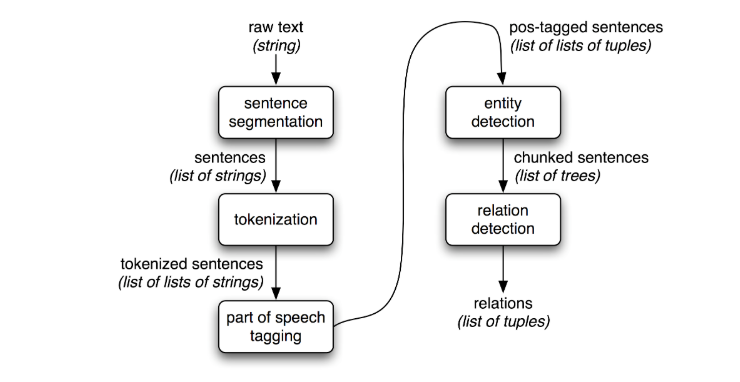 raw text
(string)
sentence
segmentation
sentences
(list of strings)
tokenization
tokenized sentences
(list of lists of strings)
part of speech
tagging
pos-tagged sentences
(list of lists of tuples)
entity
detection
chunked sentences
(list of trees)
relation
detection
relations
(list of tuples)